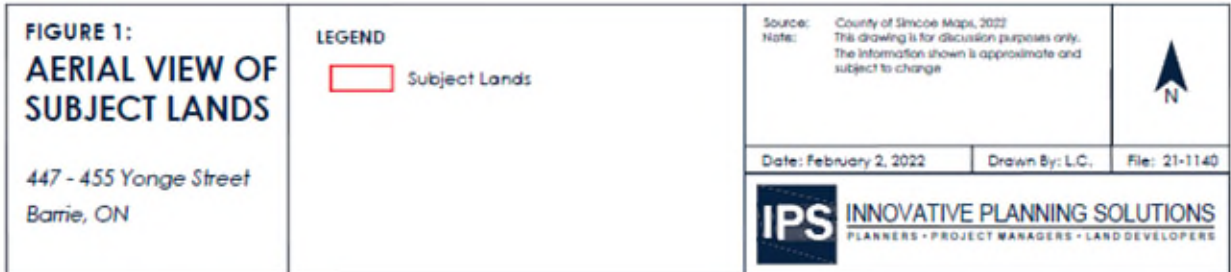 FIGURE 1:
AERIAL VIEW OF
SUBJECT LANDS
447 - 455 Yonge Street
Barrie, ON
LEGEND
Subject Lands
Source: County of Simcoe Maps, 2022
Note: This drawing is for discussion purposes only.
The information shown is approximate and
subject to change
N
Date: February 2, 2022
Drawn By: L.C.
File: 21-1140
IPS
INNOVATIVE PLANNING SOLUTIONS
PLANNERS • PROJECT MANAGERS • LAND DEVELOPERS